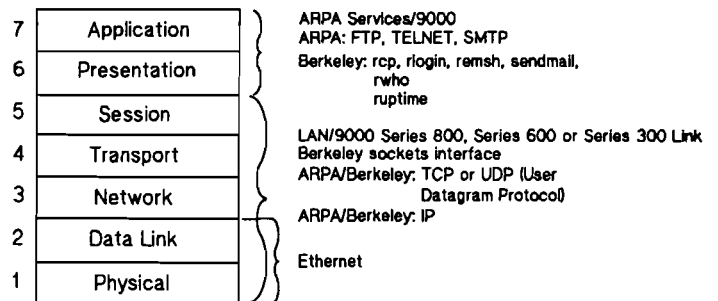 7 Application
6 Presentation
5 Session
4 Transport
3 Network
2 Data Link
1 Physical
ARPA Services/9000
ARPA: FTP, TELNET, SMTP
Berkeley: rcp, rlogin, remsh, sendmail,
rwho
ruptime
LAN/9000 Series 800, Series 600 or Series 300 Link
Berkeley sockets interface
ARPA/Berkeley: TCP or UDP (User
Datagram Protocol)
ARPA/Berkeley: IP
Ethernet